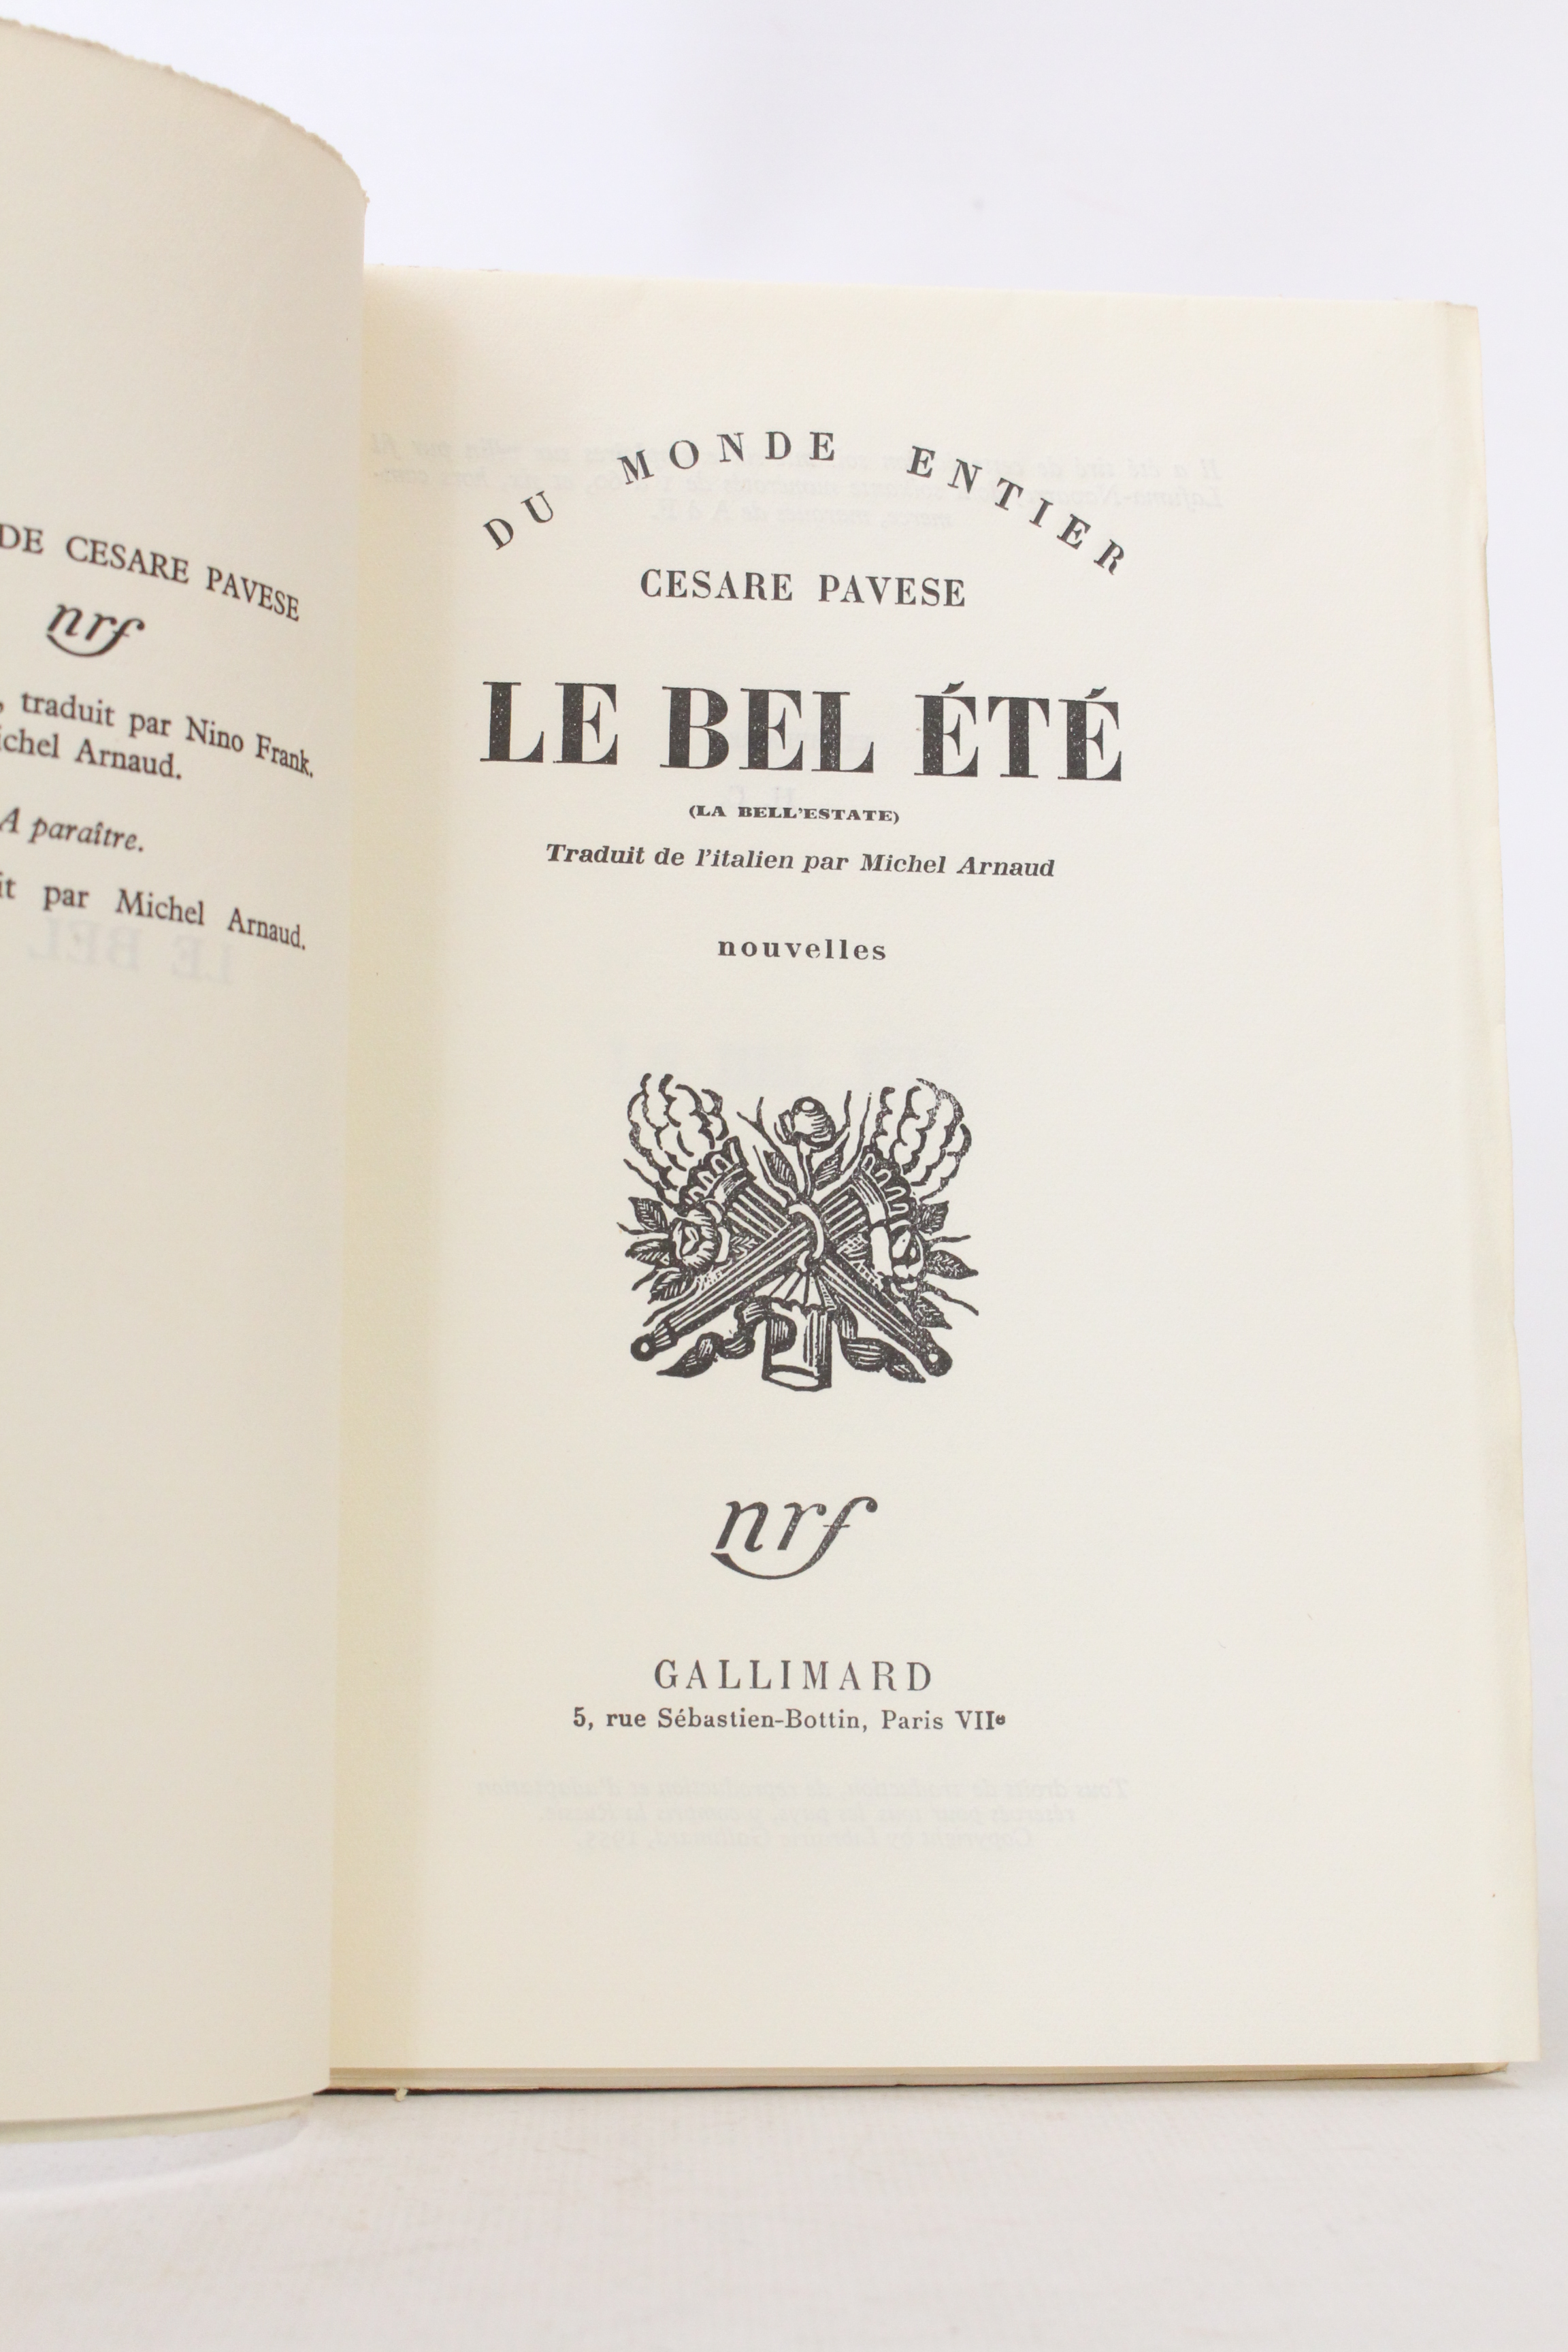 DE CESARE PAVESE
nrf
, traduit par Nino Frank.
ichel Arnaud.
A paraître.
it par Michel Arnaud.
DU MONDE ENTIER
CESARE PAVESE
LE BEL ÉTÉ
(LA BELL'ESTATE)
Traduit de l'italien par Michel Arnaud
nouvelles
nrf
GALLIMARD
5, rue Sébastien-Bottin, Paris VIIᵉ